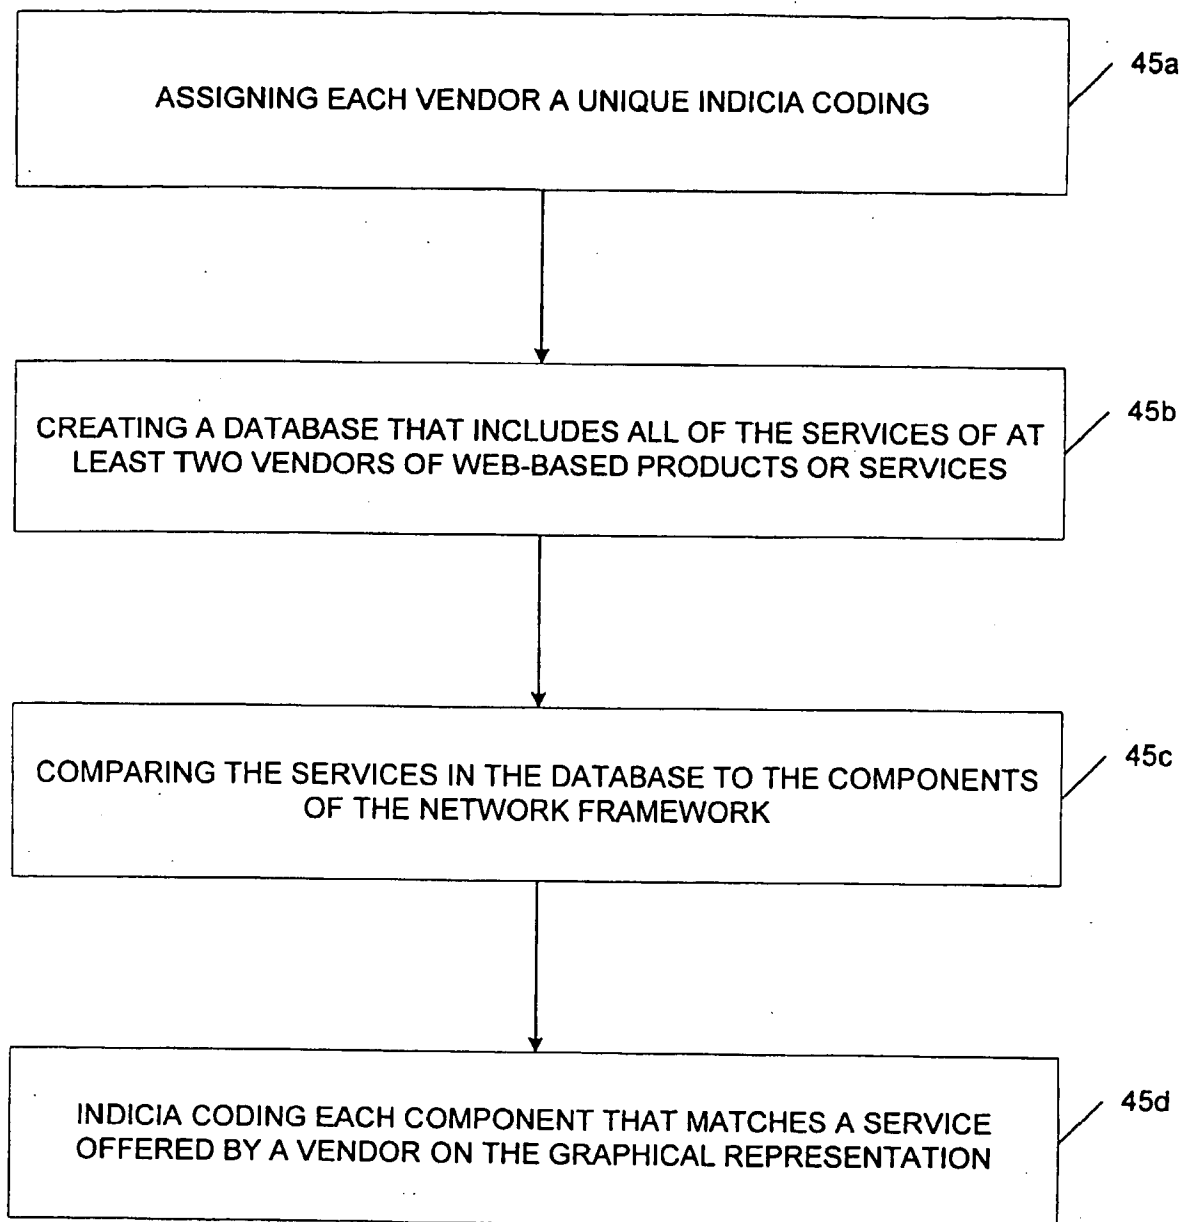 ASSIGNING EACH VENDOR A UNIQUE INDICIA CODING
45a
CREATING A DATABASE THAT INCLUDES ALL OF THE SERVICES OF AT
LEAST TWO VENDORS OF WEB-BASED PRODUCTS OR SERVICES
45b
COMPARING THE SERVICES IN THE DATABASE TO THE COMPONENTS
OF THE NETWORK FRAMEWORK
45c
INDICIA CODING EACH COMPONENT THAT MATCHES A SERVICE
OFFERED BY A VENDOR ON THE GRAPHICAL REPRESENTATION
45d